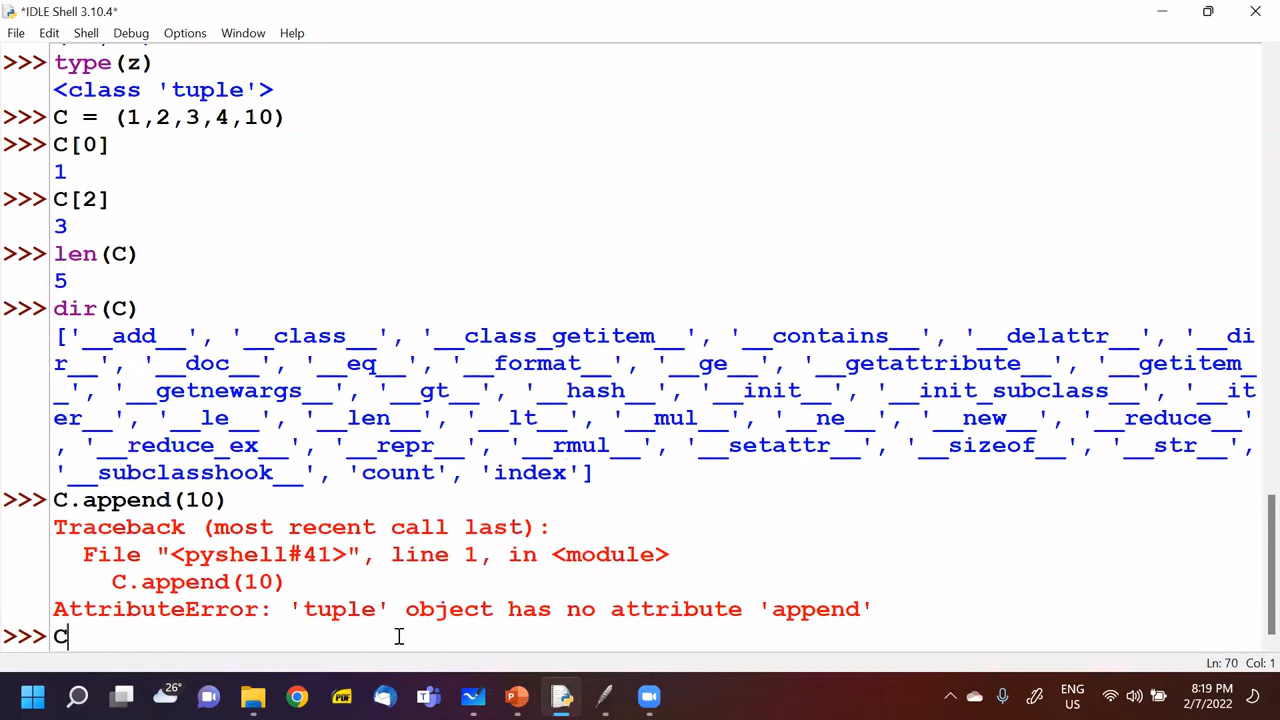 *IDLE Shell 3.10.4*
File Edit Shell Debug Options Window Help
>>> type(z)
<class 'tuple'>
>>> C = (1,2,3,4,10)
>>> C[0]
1
>>> C[2]
3
>>> len(C)
5
>>> dir(C)
['__add__', '__class__', '__class_getitem__', '__contains__', '__delattr__', '__di
r__', '__doc__', '__eq__', '__format__', '__ge__', '__getattribute__', '__getitem_
_', '__getnewargs__', '__gt__', '__hash__', '__init__', '__init_subclass__', '__it
er__', '__le__', '__len__', '__lt__', '__mul__', '__ne__', '__new__', '__reduce__'
, '__reduce_ex__', '__repr__', '__rmul__', '__setattr__', '__sizeof__', '__str__',
'__subclasshook__', 'count', 'index']
>>> C.append(10)
Traceback (most recent call last):
File "<pyshell#41>", line 1, in <module>
C.append(10)
AttributeError: 'tuple' object has no attribute 'append'
>>> C
Ln: 70 Col: 1
26°
PDF
ENG
US
8:19 PM
2/7/2022